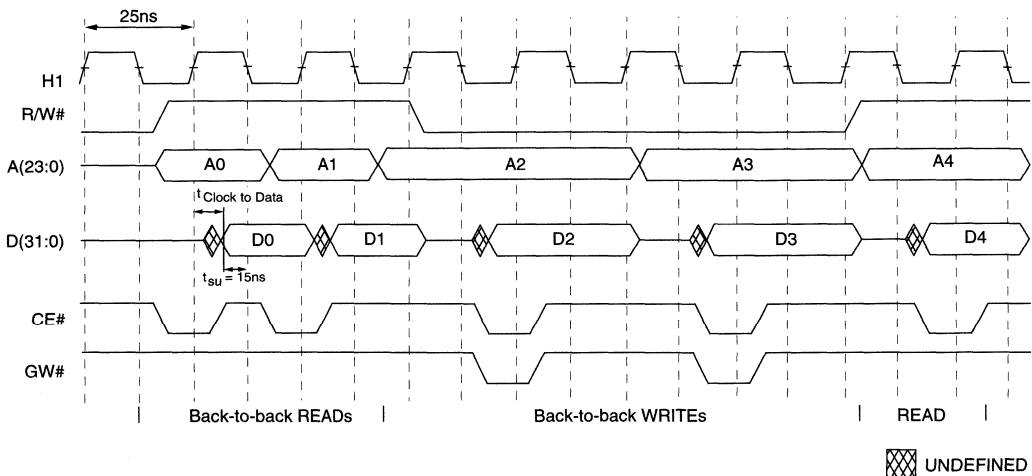 25ns
H1
R/W#
A(23:0) A0 A1 A2 A3 A4
t Clock to Data
D(31:0) D0 D1 D2 D3 D4
tsu = 15ns
CE#
GW#
Back-to-back READs Back-to-back WRITEs READ
UNDEFINED